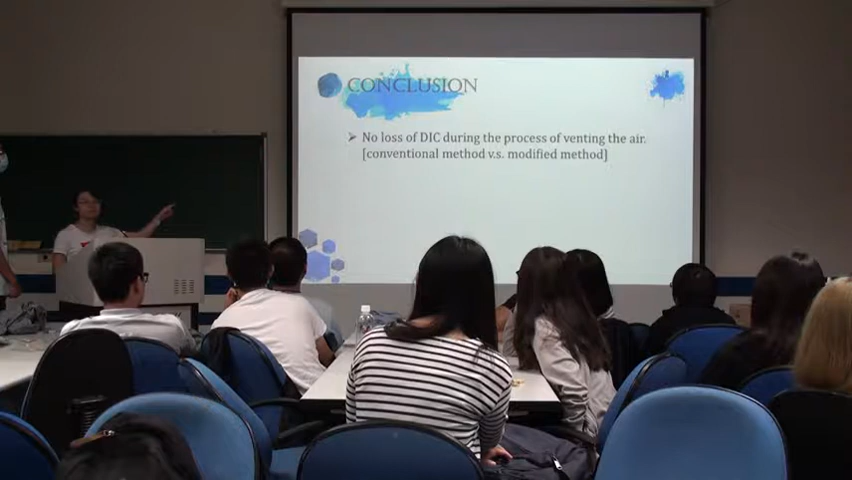 CONCLUSION
➢ No loss of DIC during the process of venting the air.
[conventional method v.s. modified method]